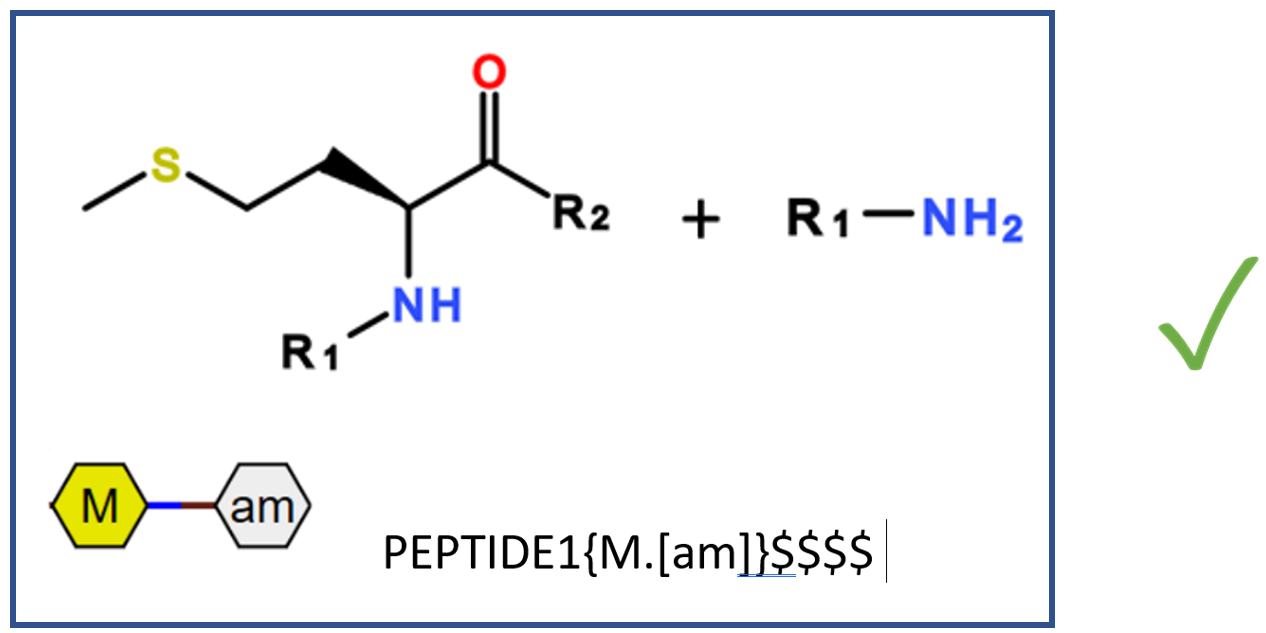 O
S
R2 + R1—NH2
NH
R1
M am
PEPTIDE1{M.[am]}$$$$